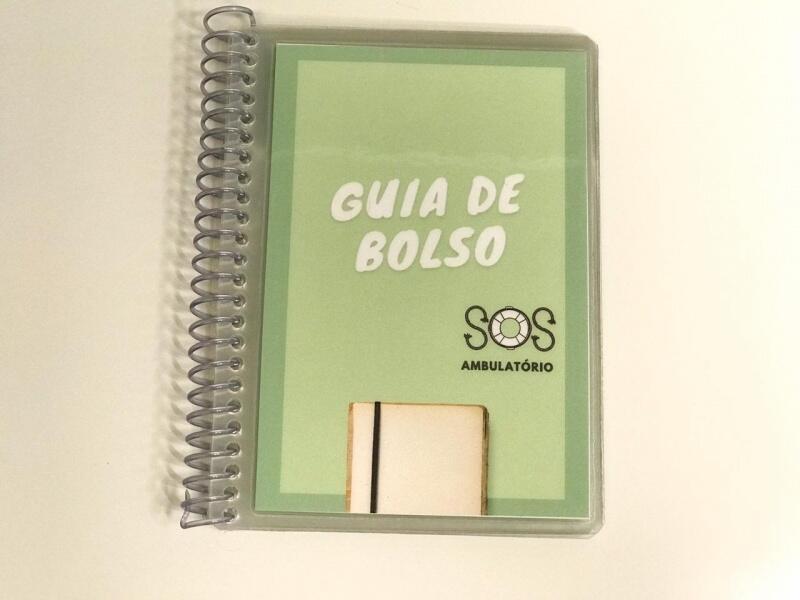 GUIA DE
BOLSO
SOS
AMBULATÓRIO